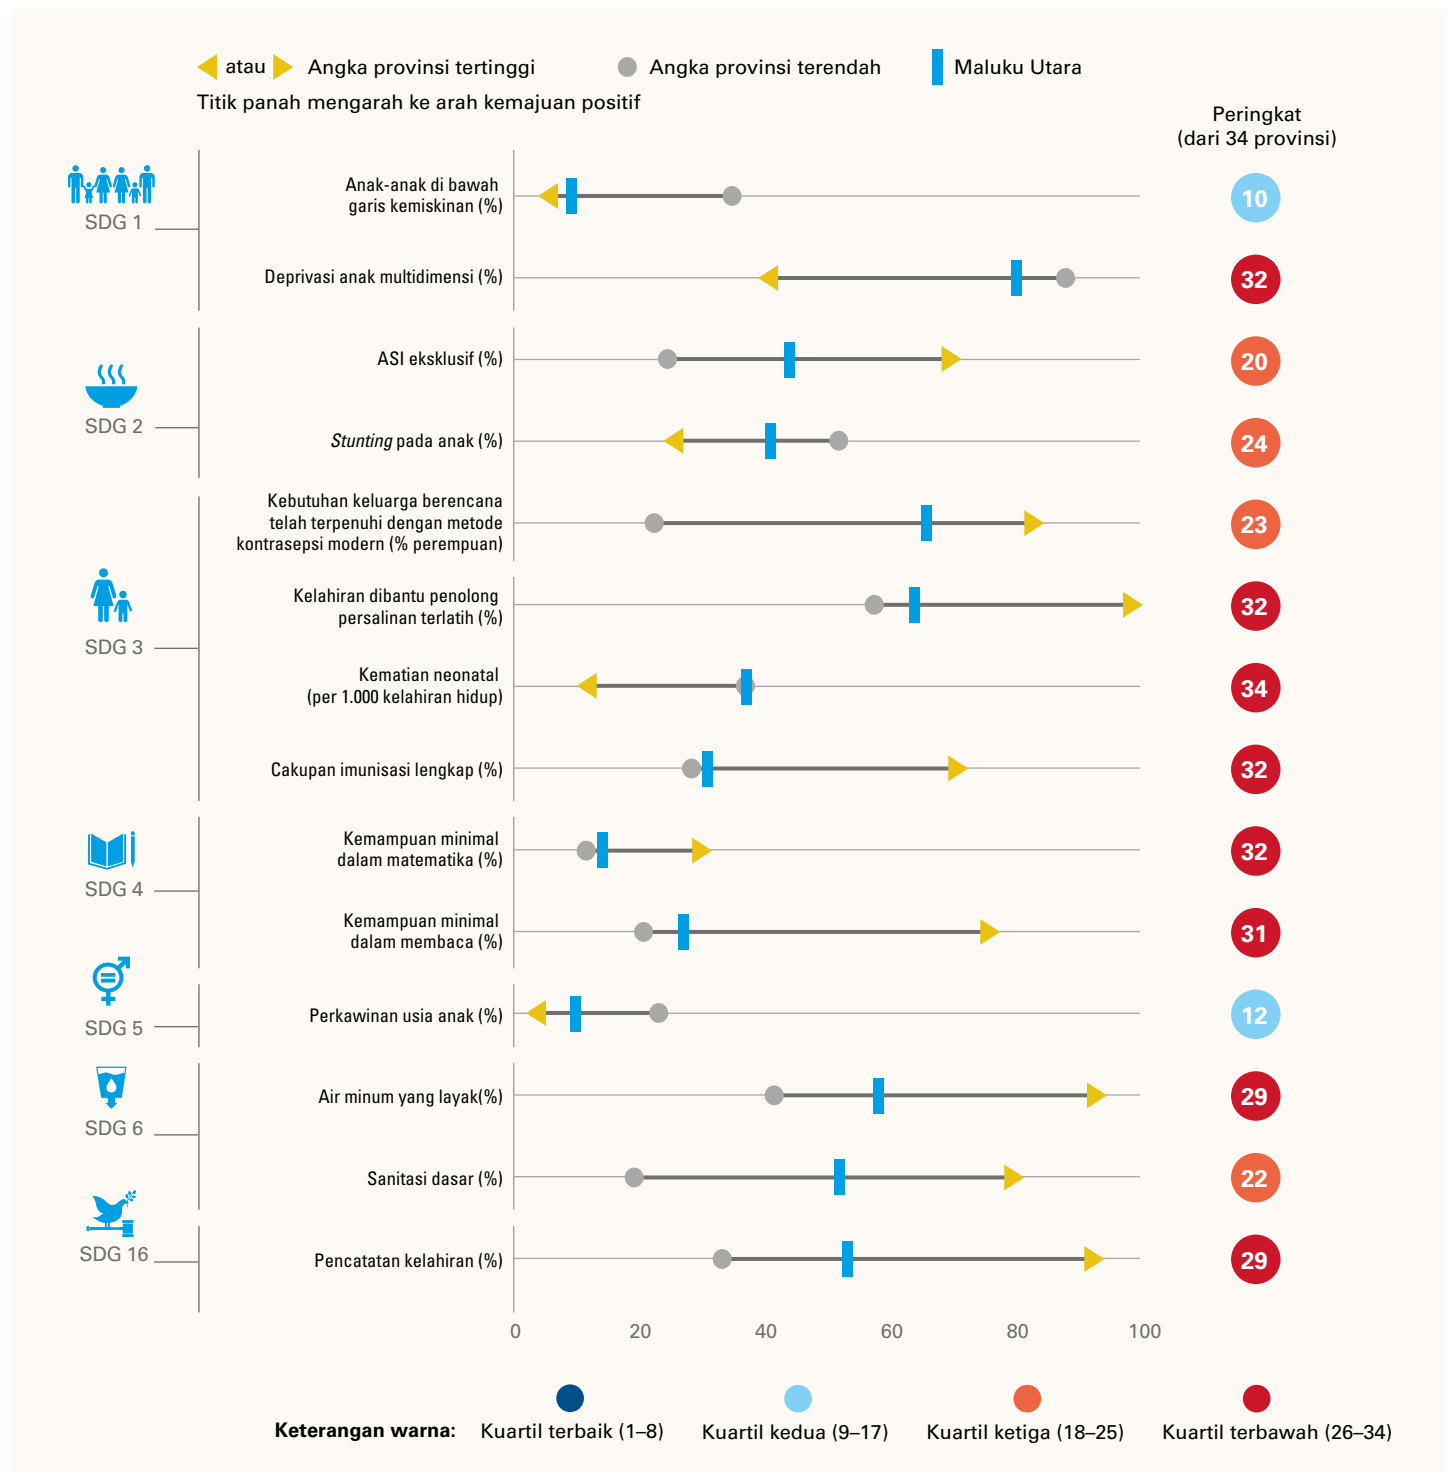 atau Angka provinsi tertinggi
Angka provinsi terendah
Maluku Utara
Titik panah mengarah ke arah kemajuan positif
Peringkat
(dari 34 provinsi)
SDG 1
Anak-anak di bawah
garis kemiskinan (%)
10
Deprivasi anak multidimensi (%)
32
SDG 2
ASI eksklusif (%)
20
Stunting pada anak (%)
24
SDG 3
Kebutuhan keluarga berencana
telah terpenuhi dengan metode
kontrasepsi modern (% perempuan)
23
Kelahiran dibantu penolong
persalinan terlatih (%)
32
Kematian neonatal
(per 1.000 kelahiran hidup)
34
Cakupan imunisasi lengkap (%)
32
SDG 4
Kemampuan minimal
dalam matematika (%)
32
Kemampuan minimal
dalam membaca (%)
31
SDG 5
Perkawinan usia anak (%)
12
SDG 6
Air minum yang layak(%)
29
Sanitasi dasar (%)
22
SDG 16
Pencatatan kelahiran (%)
29
0 20 40 60 80 100
Keterangan warna: Kuartil terbaik (1–8) Kuartil kedua (9–17) Kuartil ketiga (18–25) Kuartil terbawah (26–34)